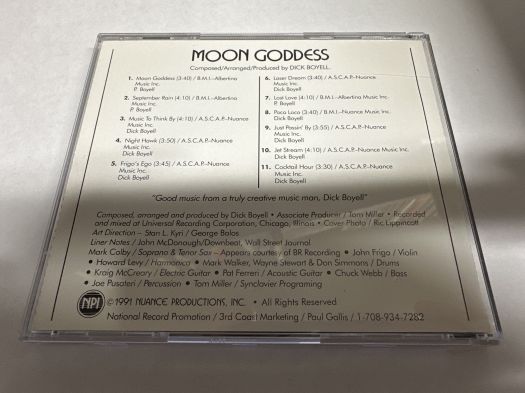 MOON GODDESS
Composed/Arranged/Produced by DICK BOYELL.
1. Moon Goddess (3:40) / B.M.I.–Albertina
Music Inc.
P. Boyell
2. September Rain (4:10) / B.M.I.–Albertina
Music Inc.
P. Boyell
3. Music To Think By (4:10) / A.S.C.A.P.–Nuance
Music Inc.
Dick Boyell
4. Night Hawk (3:50) / A.S.C.A.P.–Nuance
Music Inc.
Dick Boyell
5. Frigo's Ego (3:45) / A.S.C.A.P.–Nuance
Music Inc.
Dick Boyell
6. Laser Dream (3:40) / A.S.C.A.P.–Nuance
Music Inc.
Dick Boyell
7. Last Love (4:10) / B.M.I.–Albertina Music Inc.
P. Boyell
8. Poco Loco (3:40) / B.M.I.–Nuance Music Inc.
Dick Boyell
9. Just Passin' By (3:55) / A.S.C.A.P.–Nuance
Music Inc.
Dick Boyell
10. Jet Stream (4:10) / A.S.C.A.P.–Nuance Music Inc.
Dick Boyell
11. Cocktail Hour (3:30) / A.S.C.A.P.–Nuance
Music Inc.
Dick Boyell
"Good music from a truly creative music man, Dick Boyell"
Composed, arranged and produced by Dick Boyell • Associate Producer / Tom Miller • Recorded
and mixed at Universal Recording Corporation, Chicago, Illinois • Cover Photo / Ric Lippincott
Art Direction – Stan L. Kyri / George Balos
Liner Notes / John McDonough/Downbeat, Wall Street Journal
Mark Colby / Soprano & Tenor Sax – Appears courtesy of BR Recording • John Frigo / Violin
• Howard Levy / Harmonica • Mark Walker, Wayne Stewart & Don Simmons / Drums
• Kraig McCreary / Electric Guitar • Pat Ferreri / Acoustic Guitar • Chuck Webb / Bass
• Joe Pusateri / Percussion • Tom Miller / Synclavier Programing
NPI © 1991 NUANCE PRODUCTIONS, INC. • All Rights Reserved.
National Record Promotion / 3rd Coast Marketing / Paul Gallis / 1-708-934-7282